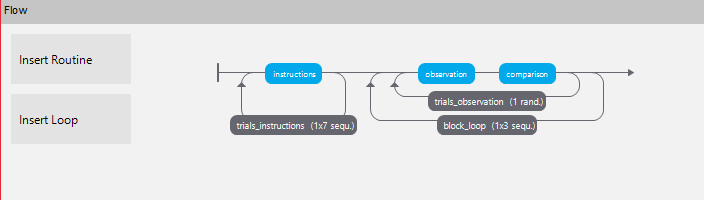 Flow
Insert Routine
Insert Loop
instructions
observation
comparison
trials_observation (1 rand.)
trials_instructions (1x7 sequ.)
block_loop (1x3 sequ.)